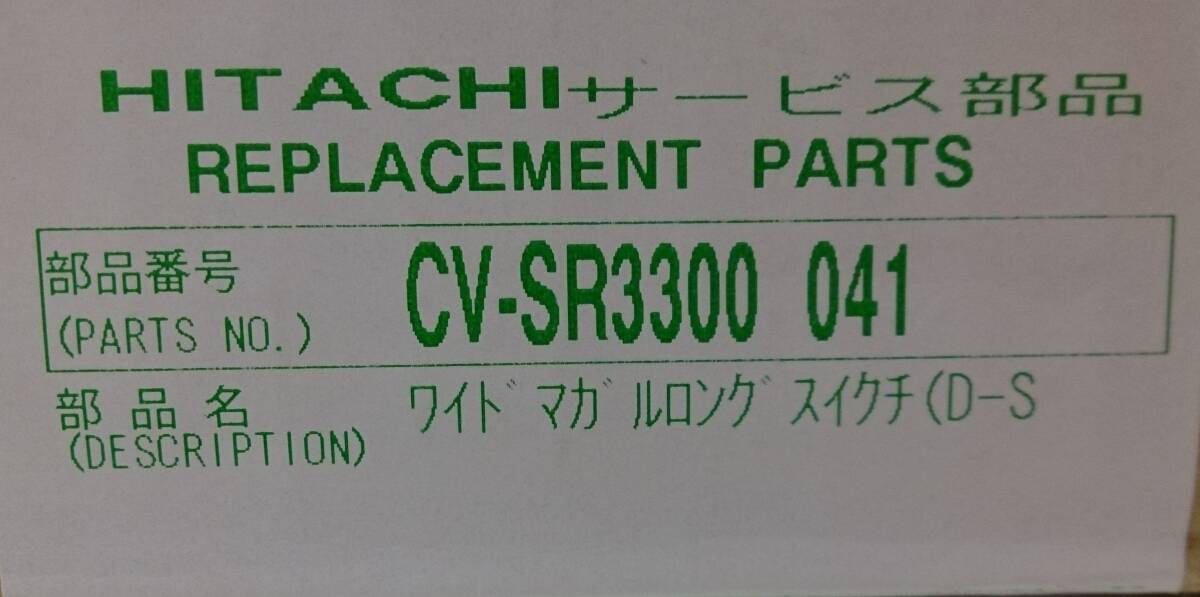 HITACHIサービス部品
REPLACEMENT PARTS
部品番号 CV-SR3300 041
(PARTS NO.)
部品名 ワイドマガルロングスイクチ(D-S
(DESCRIPTION)